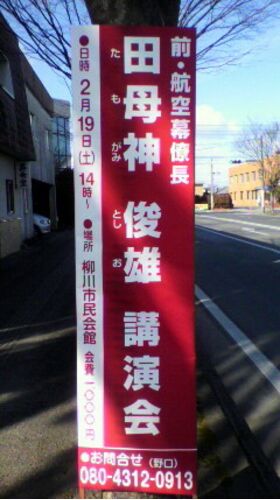 前・航空幕僚長
田母神 俊雄 講演会
たもがみ としお
●日時 2月19日(土) 14時〜 ●場所 柳川市民会館 会費一〇〇〇円
●お問合せ(野口)
080-4312-0913